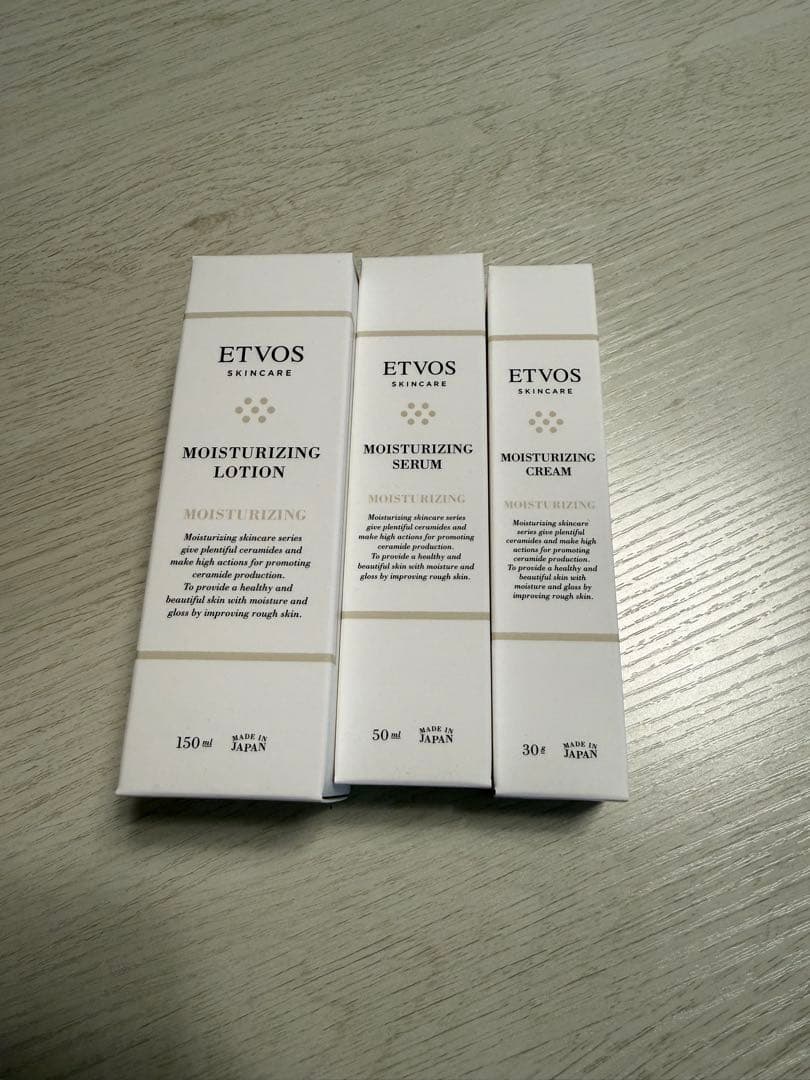 ETVOS
SKINCARE
MOISTURIZING
LOTION
MOISTURIZING
Moisturizing skincare series
give plentiful ceramides and
make high actions for promoting
ceramide production.
To provide a healthy and
beautiful skin with moisture and
gloss by improving rough skin.
150 ml
MADE IN
JAPAN
ETVOS
SKINCARE
MOISTURIZING
SERUM
MOISTURIZING
Moisturizing skincare series
give plentiful ceramides and
make high actions for promoting
ceramide production.
To provide a healthy and
beautiful skin with moisture and
gloss by improving rough skin.
50 ml
MADE IN
JAPAN
ETVOS
SKINCARE
MOISTURIZING
CREAM
MOISTURIZING
Moisturizing skincare
series give plentiful
ceramides and make high
actions for promoting
ceramide production.
To provide a healthy and
beautiful skin with
moisture and gloss by
improving rough skin.
30 g
MADE IN
JAPAN